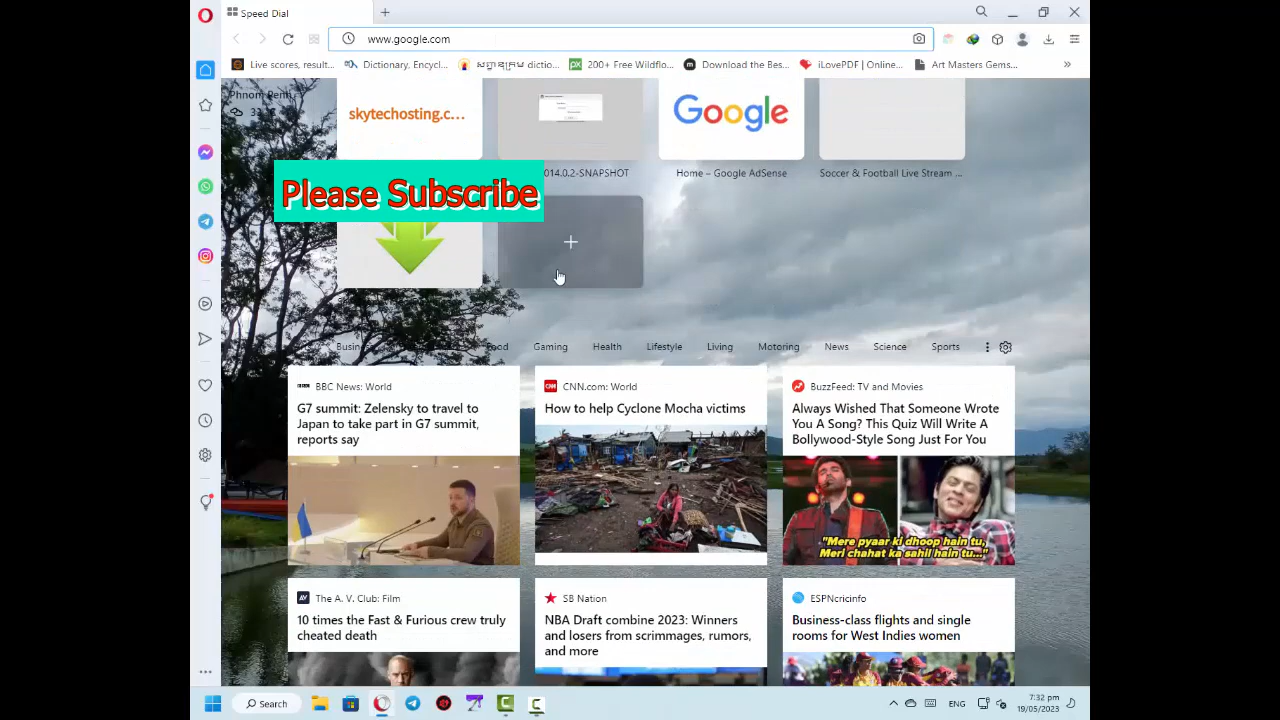 Speed Dial
www.google.com
Live scores, result...
Dictionary, Encycl...
200+ Free Wildflo...
Download the Bes...
iLovePDF | Online...
Art Masters Gems...
»
Phnom Penh
skytechosting.c...
Google
014.0.2-SNAPSHOT
Home – Google AdSense
Soccer & Football Live Stream ...
Please Subscribe
Food
Gaming
Health
Lifestyle
Living
Motoring
News
Science
Sports
BBC News: World
G7 summit: Zelensky to travel to
Japan to take part in G7 summit,
reports say
CNN.com: World
How to help Cyclone Mocha victims
BuzzFeed: TV and Movies
Always Wished That Someone Wrote
You A Song? This Quiz Will Write A
Bollywood-Style Song Just For You
"Mere pyaar ki dhoop hain tu,
Meri chahat ka sahil hain tu..."
The A. V. Club: Film
10 times the Fast & Furious crew truly
cheated death
SB Nation
NBA Draft combine 2023: Winners
and losers from scrimmages, rumors,
and more
ESPNcricinfo
Business-class flights and single
rooms for West Indies women
Search
ENG
7:32 pm
19/05/2023